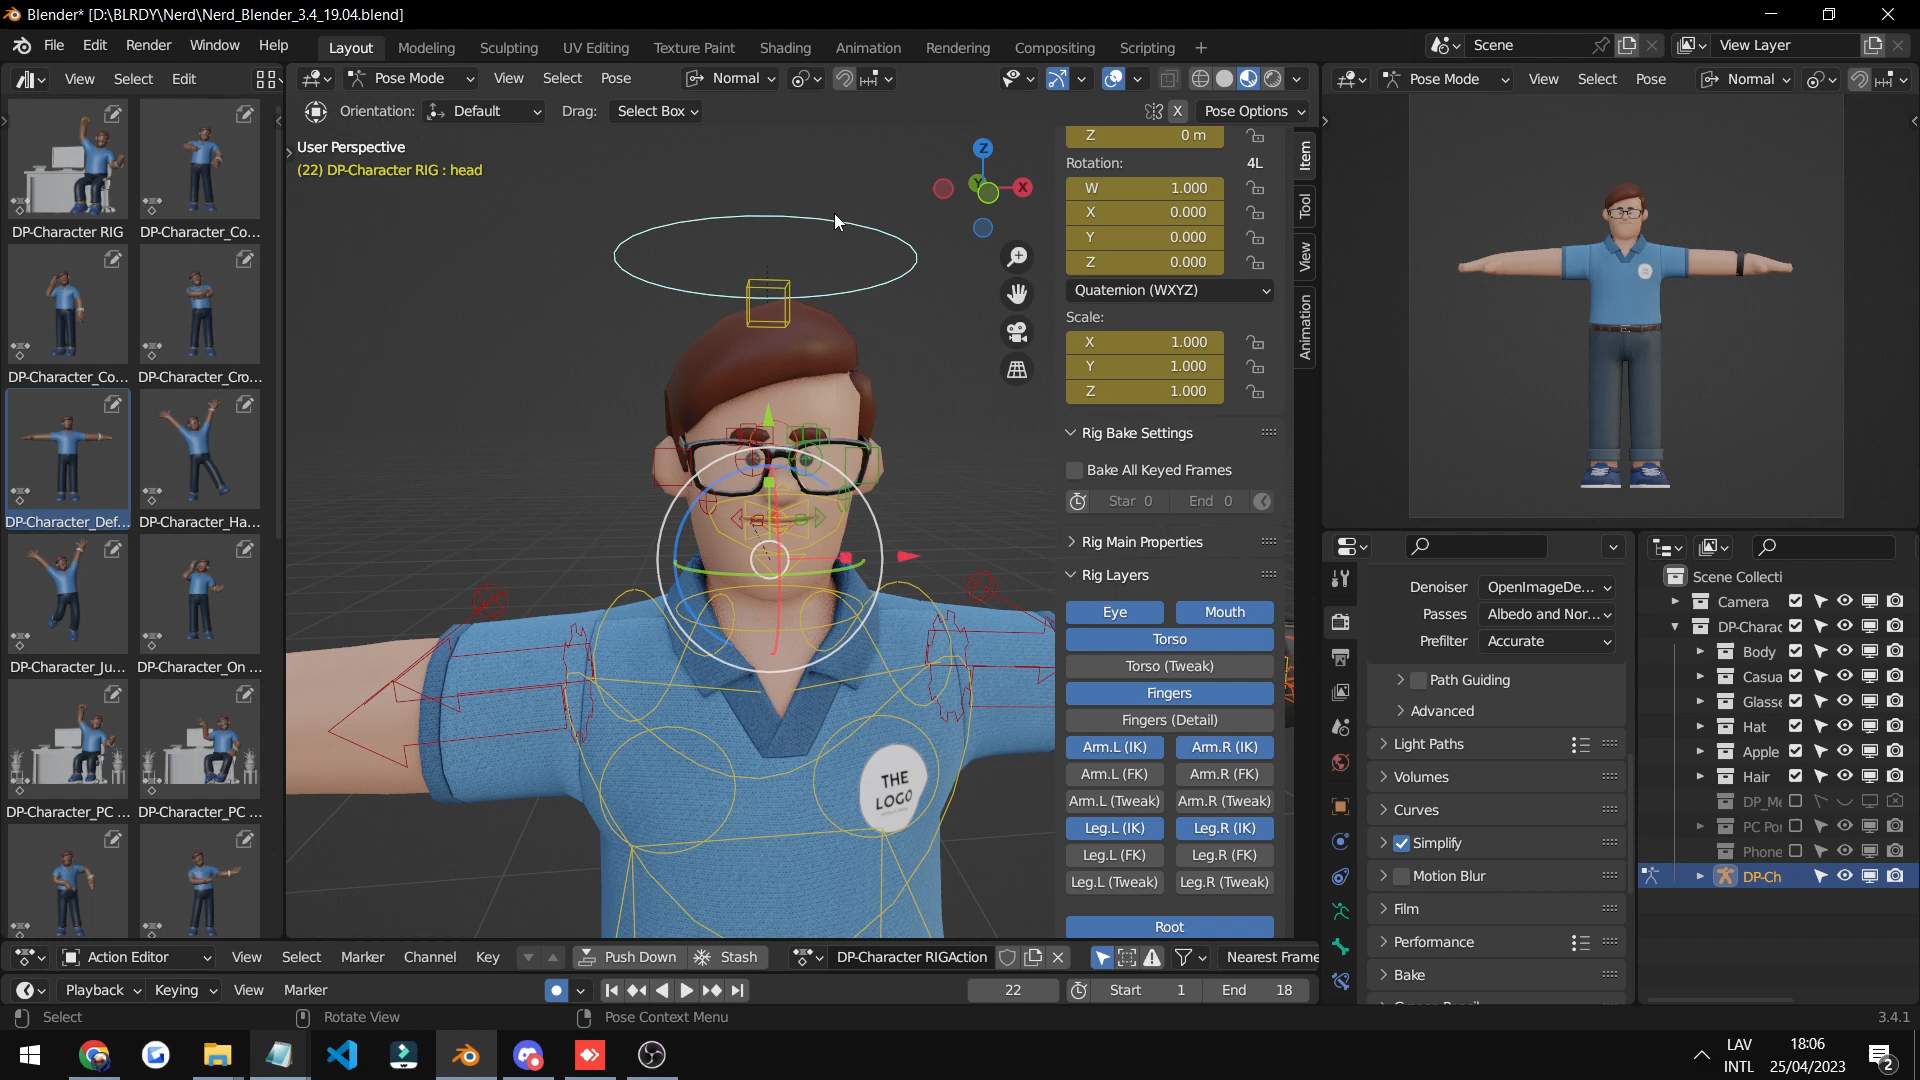 Blender* [D:\BLRDY\Nerd\Nerd_Blender_3.4_19.04.blend]
File Edit Render Window Help
Layout Modeling Sculpting UV Editing Texture Paint Shading Animation Rendering Compositing Scripting +
Scene
View Layer
View Select Edit
Pose Mode View Select Pose Normal
Pose Mode View Select Pose Normal
Orientation: Default Drag: Select Box
X Pose Options
User Perspective
(22) DP-Character RIG : head
Z
Y
X
DP-Character RIG
DP-Character_Co...
DP-Character_Co...
DP-Character_Cro...
DP-Character_Def...
DP-Character_Ha...
DP-Character_Ju...
DP-Character_On ...
DP-Character_PC ...
DP-Character_PC ...
THE
LOGO
Z 0 m
Rotation: 4L
W 1.000
X 0.000
Y 0.000
Z 0.000
Quaternion (WXYZ)
Scale:
X 1.000
Y 1.000
Z 1.000
Rig Bake Settings
Bake All Keyed Frames
Star 0 End 0
Rig Main Properties
Rig Layers
Eye Mouth
Torso
Torso (Tweak)
Fingers
Fingers (Detail)
Arm.L (IK) Arm.R (IK)
Arm.L (FK) Arm.R (FK)
Arm.L (Tweak) Arm.R (Tweak)
Leg.L (IK) Leg.R (IK)
Leg.L (FK) Leg.R (FK)
Leg.L (Tweak) Leg.R (Tweak)
Root
Item
Tool
View
Animation
Denoiser OpenImageDe...
Passes Albedo and Nor...
Prefilter Accurate
Path Guiding
Advanced
Light Paths
Volumes
Curves
Simplify
Motion Blur
Film
Performance
Bake
Scene Collecti
Camera
DP-Charac
Body
Casua
Glasse
Hat
Apple
Hair
DP_Me
PC Po
Phone
DP-Ch
Action Editor View Select Marker Channel Key Push Down Stash DP-Character RIGAction Nearest Frame
Playback Keying View Marker 22 Start 1 End 18
Select Rotate View Pose Context Menu 3.4.1
LAV
INTL
18:06
25/04/2023
2